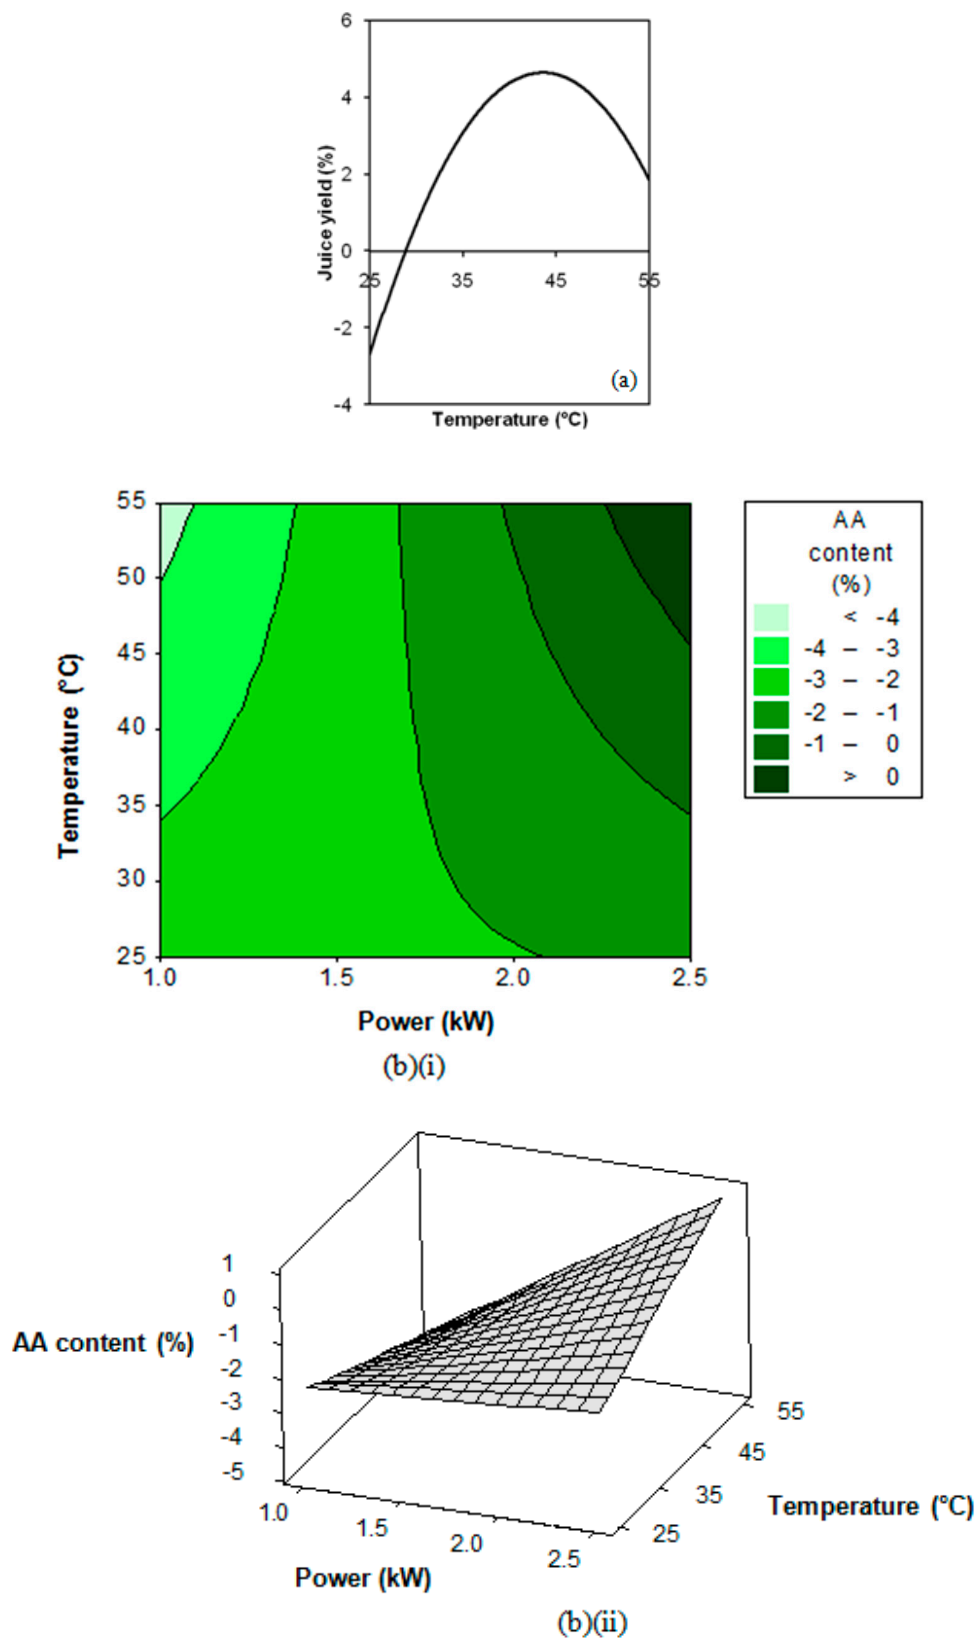 6
4
2
0
-2
-4
Juice yield (%)
25 35 45 55
(a)
Temperature (°C)
55
50
45
40
35
30
25
Temperature (°C)
1.0 1.5 2.0 2.5
Power (kW)
AA
content
(%)
< -4
-4 – -3
-3 – -2
-2 – -1
-1 – 0
> 0
(b)(i)
1
0
-1
-2
-3
-4
-5
AA content (%)
1.0 1.5 2.0 2.5
Power (kW)
55
45
35
25
Temperature (°C)
(b)(ii)